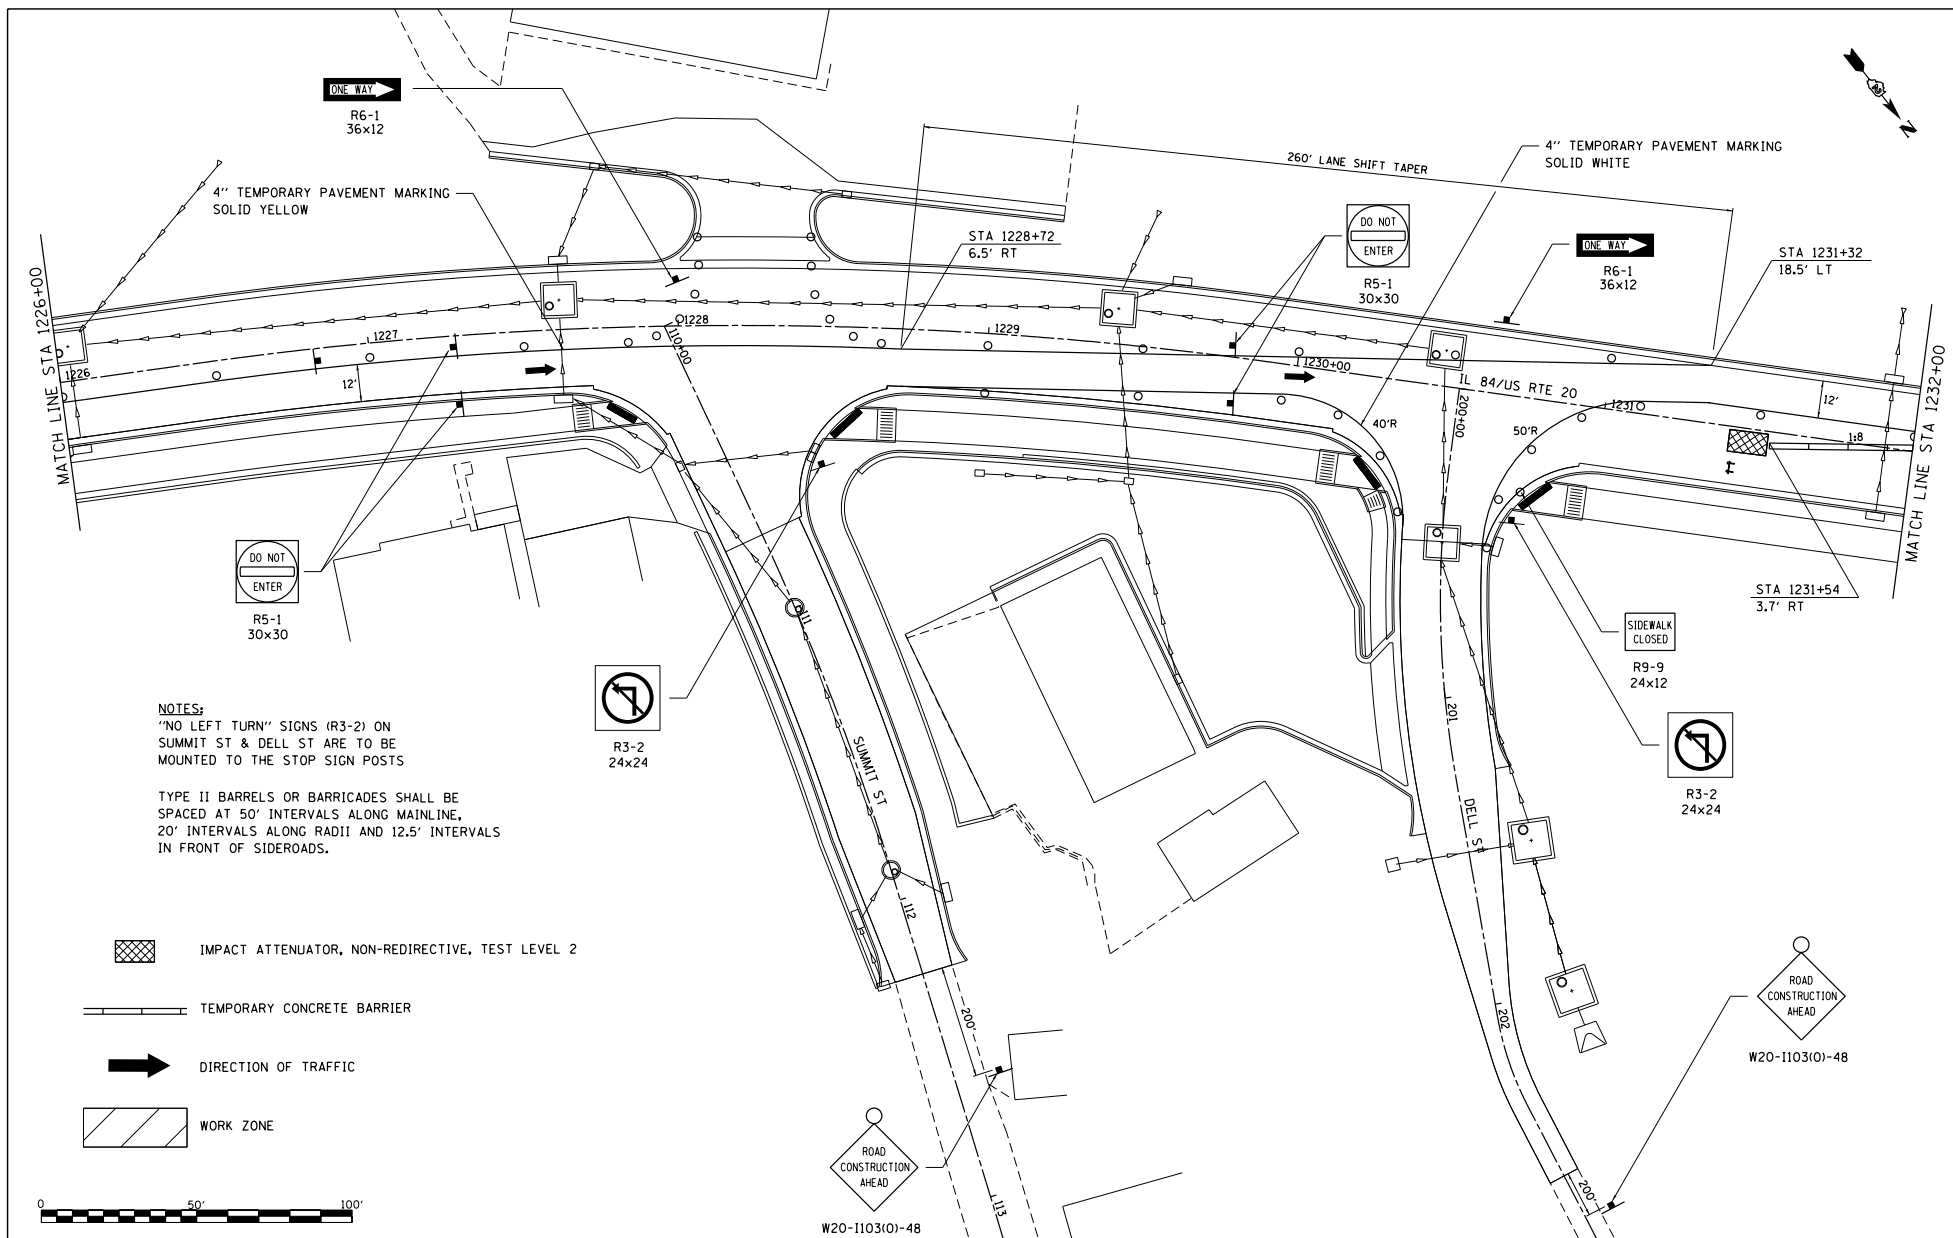 ONE WAY
R6-1
36x12
4'' TEMPORARY PAVEMENT MARKING
SOLID YELLOW
260' LANE SHIFT TAPER
4'' TEMPORARY PAVEMENT MARKING
SOLID WHITE
N
STA 1228+72
6.5' RT
DO NOT
ENTER
R5-1
30x30
ONE WAY
R6-1
36x12
STA 1231+32
18.5' LT
MATCH LINE STA 1226+00
1226
1227
1228
1229
1230+00
1231
12'
110+00
IL 84/US RTE 20
200+00
40'R
50'R
12'
1:8
MATCH LINE STA 1232+00
DO NOT
ENTER
R5-1
30x30
111
STA 1231+54
3.7' RT
SIDEWALK
CLOSED
R9-9
24x12
R3-2
24x24
SUMMIT ST
201
R3-2
24x24
DELL ST
NOTES:
"NO LEFT TURN" SIGNS (R3-2) ON
SUMMIT ST & DELL ST ARE TO BE
MOUNTED TO THE STOP SIGN POSTS
TYPE II BARRELS OR BARRICADES SHALL BE
SPACED AT 50' INTERVALS ALONG MAINLINE,
20' INTERVALS ALONG RADII AND 12.5' INTERVALS
IN FRONT OF SIDEROADS.
112
IMPACT ATTENUATOR, NON-REDIRECTIVE, TEST LEVEL 2
TEMPORARY CONCRETE BARRIER
DIRECTION OF TRAFFIC
WORK ZONE
200'
202
ROAD
CONSTRUCTION
AHEAD
W20-I103(O)-48
ROAD
CONSTRUCTION
AHEAD
W20-I103(O)-48
113
200'
0
50'
100'